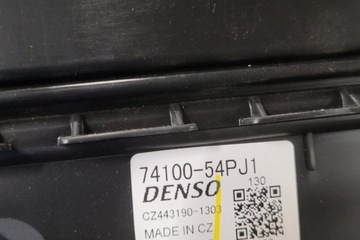 74100-54PJ1
130
DENSO
CZ443190-1303
MADE IN CZ